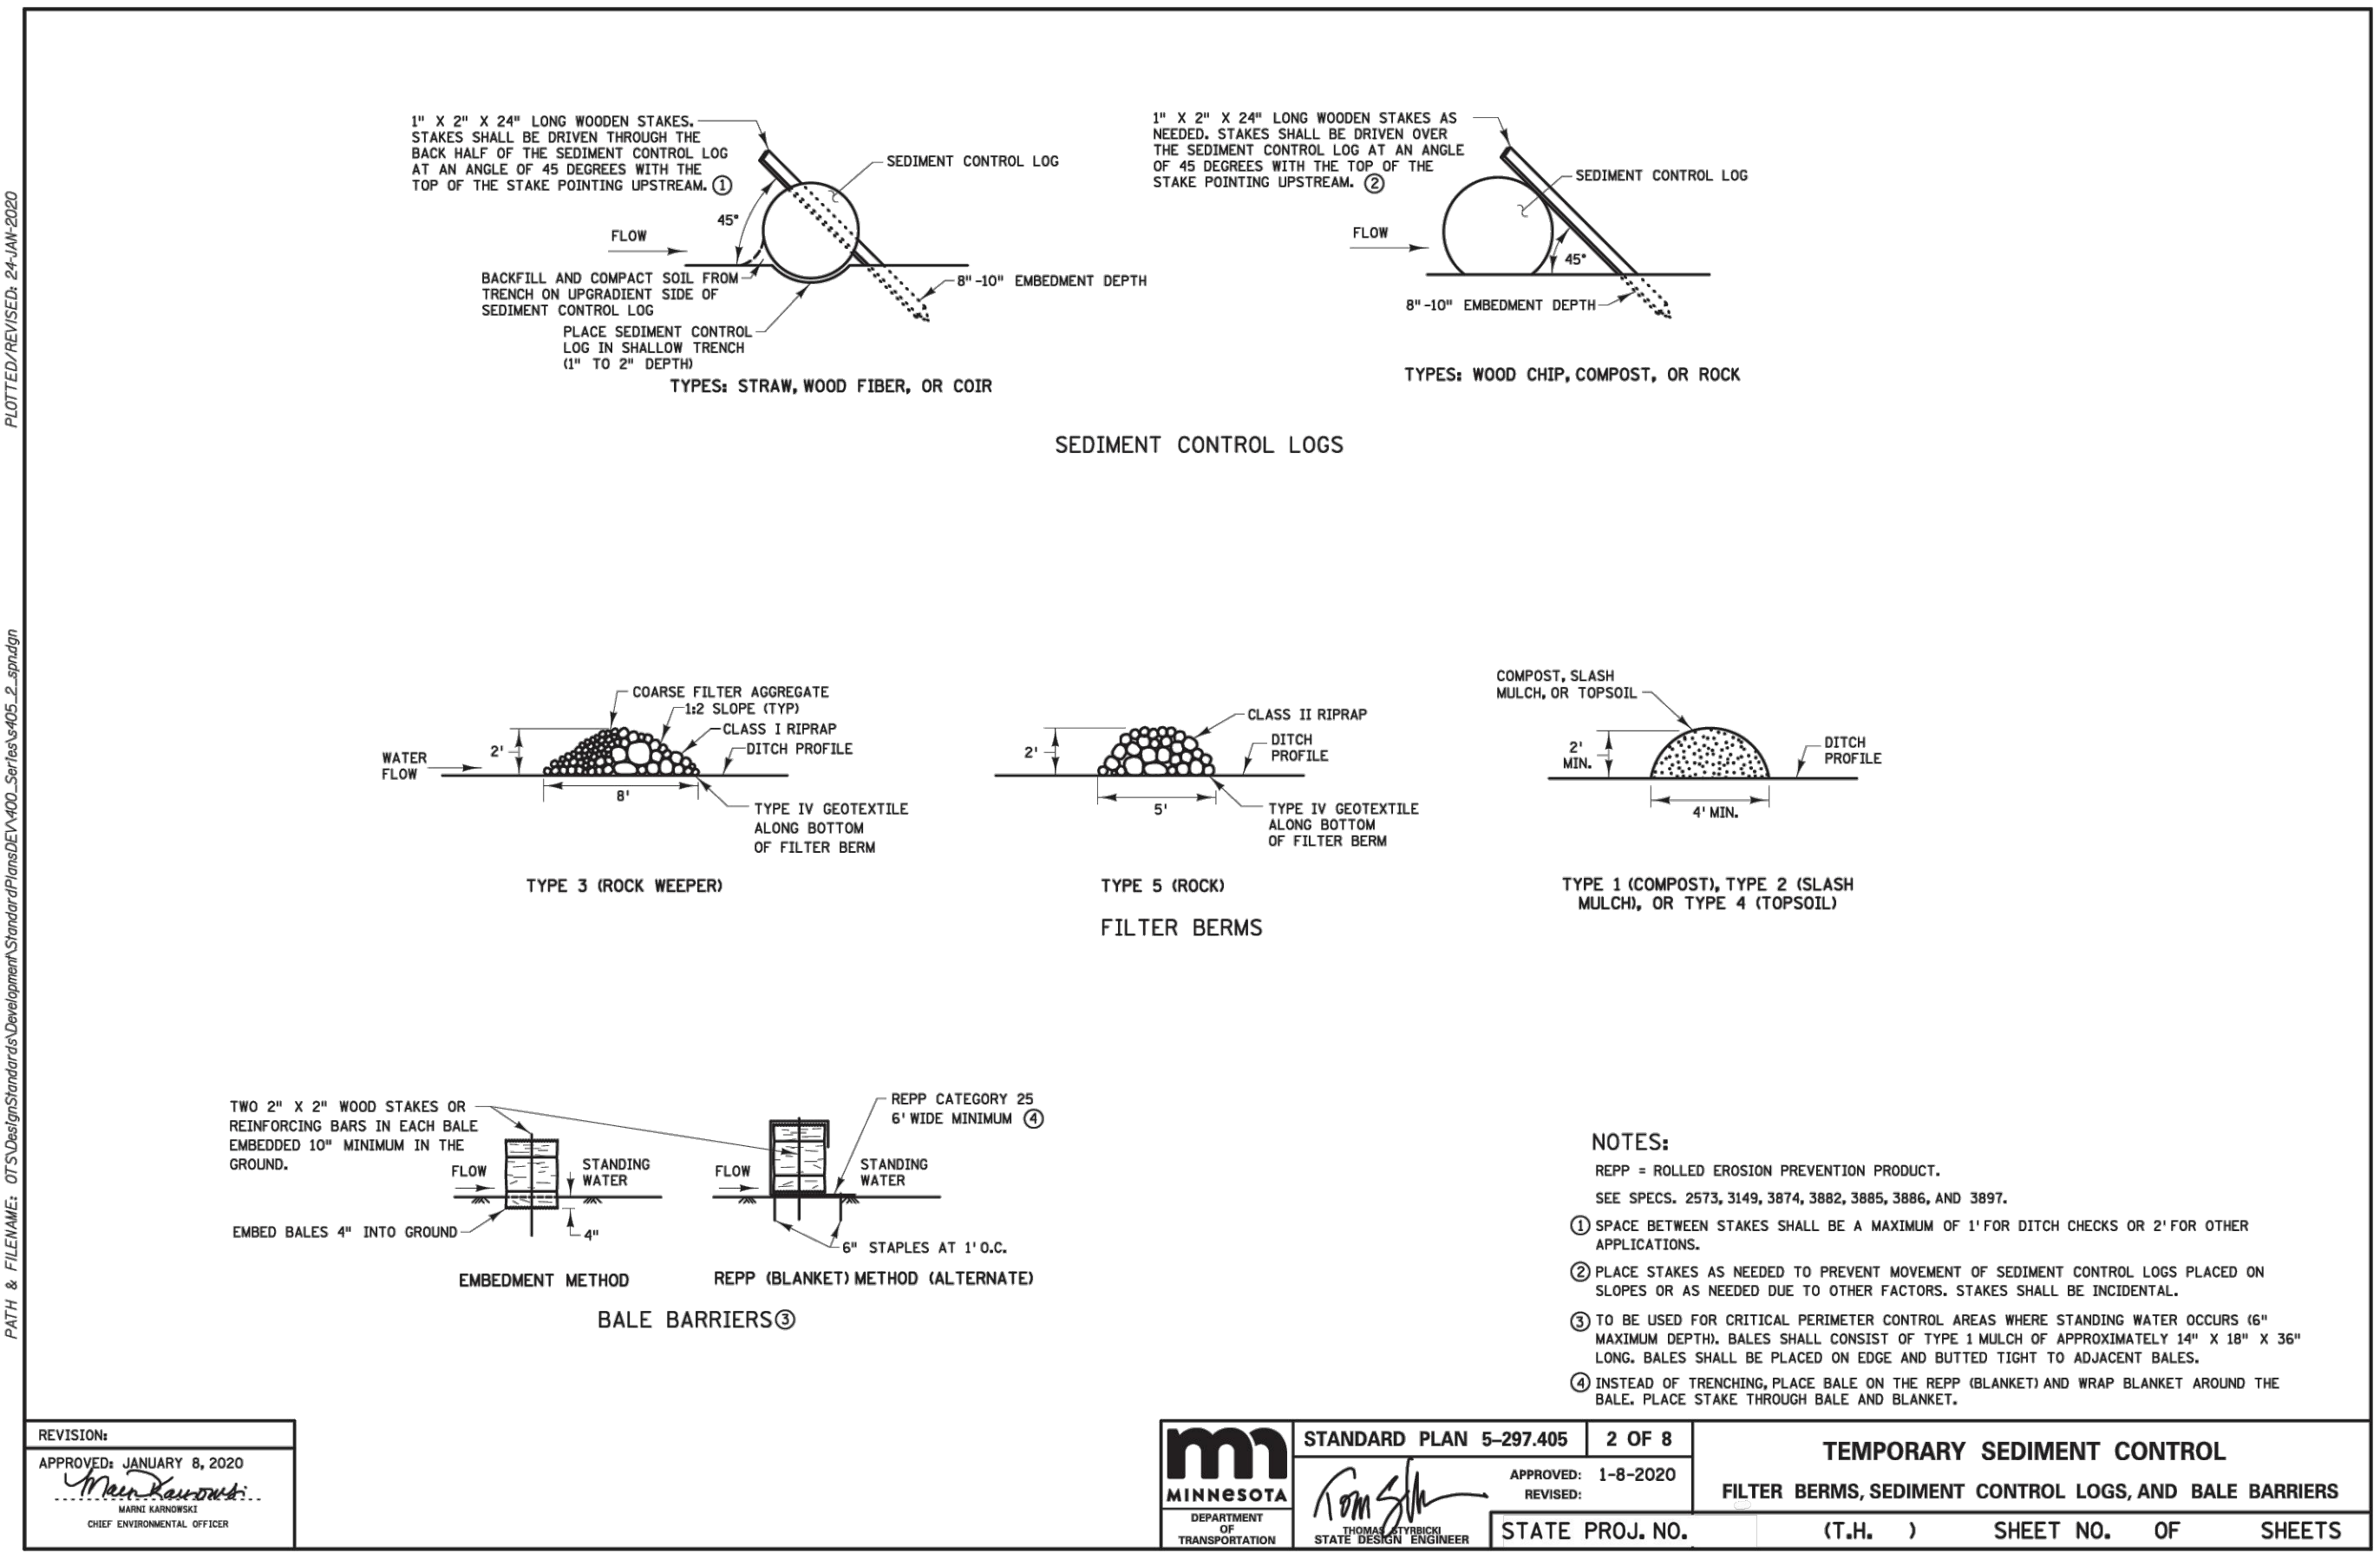 PLOTTED/REVISED: 24-JAN-2020
PATH & FILENAME: OTS\DesignStandards\Development\StandardPlansDEV\400_Series\s405_2_spn.dgn
1" X 2" X 24" LONG WOODEN STAKES.
STAKES SHALL BE DRIVEN THROUGH THE
BACK HALF OF THE SEDIMENT CONTROL LOG
AT AN ANGLE OF 45 DEGREES WITH THE
TOP OF THE STAKE POINTING UPSTREAM. ①
SEDIMENT CONTROL LOG
45°
FLOW
BACKFILL AND COMPACT SOIL FROM
TRENCH ON UPGRADIENT SIDE OF
SEDIMENT CONTROL LOG
8"-10" EMBEDMENT DEPTH
PLACE SEDIMENT CONTROL
LOG IN SHALLOW TRENCH
(1" TO 2" DEPTH)
TYPES: STRAW, WOOD FIBER, OR COIR
1" X 2" X 24" LONG WOODEN STAKES AS
NEEDED. STAKES SHALL BE DRIVEN OVER
THE SEDIMENT CONTROL LOG AT AN ANGLE
OF 45 DEGREES WITH THE TOP OF THE
STAKE POINTING UPSTREAM. ②
SEDIMENT CONTROL LOG
FLOW
45°
8"-10" EMBEDMENT DEPTH
TYPES: WOOD CHIP, COMPOST, OR ROCK
SEDIMENT CONTROL LOGS
COARSE FILTER AGGREGATE
1:2 SLOPE (TYP)
CLASS I RIPRAP
DITCH PROFILE
2'
WATER
FLOW
8'
TYPE IV GEOTEXTILE
ALONG BOTTOM
OF FILTER BERM
TYPE 3 (ROCK WEEPER)
CLASS II RIPRAP
DITCH
PROFILE
2'
5'
TYPE IV GEOTEXTILE
ALONG BOTTOM
OF FILTER BERM
TYPE 5 (ROCK)
COMPOST, SLASH
MULCH, OR TOPSOIL
2'
MIN.
DITCH
PROFILE
4' MIN.
TYPE 1 (COMPOST), TYPE 2 (SLASH
MULCH), OR TYPE 4 (TOPSOIL)
FILTER BERMS
TWO 2" X 2" WOOD STAKES OR
REINFORCING BARS IN EACH BALE
EMBEDDED 10" MINIMUM IN THE
GROUND.
FLOW
STANDING
WATER
EMBED BALES 4" INTO GROUND
4"
EMBEDMENT METHOD
REPP CATEGORY 25
6' WIDE MINIMUM ④
FLOW
STANDING
WATER
6" STAPLES AT 1' O.C.
REPP (BLANKET) METHOD (ALTERNATE)
BALE BARRIERS③
NOTES:
REPP = ROLLED EROSION PREVENTION PRODUCT.
SEE SPECS. 2573, 3149, 3874, 3882, 3885, 3886, AND 3897.
① SPACE BETWEEN STAKES SHALL BE A MAXIMUM OF 1' FOR DITCH CHECKS OR 2' FOR OTHER
APPLICATIONS.
② PLACE STAKES AS NEEDED TO PREVENT MOVEMENT OF SEDIMENT CONTROL LOGS PLACED ON
SLOPES OR AS NEEDED DUE TO OTHER FACTORS. STAKES SHALL BE INCIDENTAL.
③ TO BE USED FOR CRITICAL PERIMETER CONTROL AREAS WHERE STANDING WATER OCCURS (6"
MAXIMUM DEPTH). BALES SHALL CONSIST OF TYPE 1 MULCH OF APPROXIMATELY 14" X 18" X 36"
LONG. BALES SHALL BE PLACED ON EDGE AND BUTTED TIGHT TO ADJACENT BALES.
④ INSTEAD OF TRENCHING, PLACE BALE ON THE REPP (BLANKET) AND WRAP BLANKET AROUND THE
BALE. PLACE STAKE THROUGH BALE AND BLANKET.
REVISION:
APPROVED: JANUARY 8, 2020
Marni Karnowski
MARNI KARNOWSKI
CHIEF ENVIRONMENTAL OFFICER
MINNESOTA
DEPARTMENT
OF
TRANSPORTATION
STANDARD PLAN 5-297.405
2 OF 8
APPROVED: 1-8-2020
REVISED:
THOMAS STYRBICKI
STATE DESIGN ENGINEER
TEMPORARY SEDIMENT CONTROL
FILTER BERMS, SEDIMENT CONTROL LOGS, AND BALE BARRIERS
STATE PROJ. NO. (T.H. ) SHEET NO. OF SHEETS